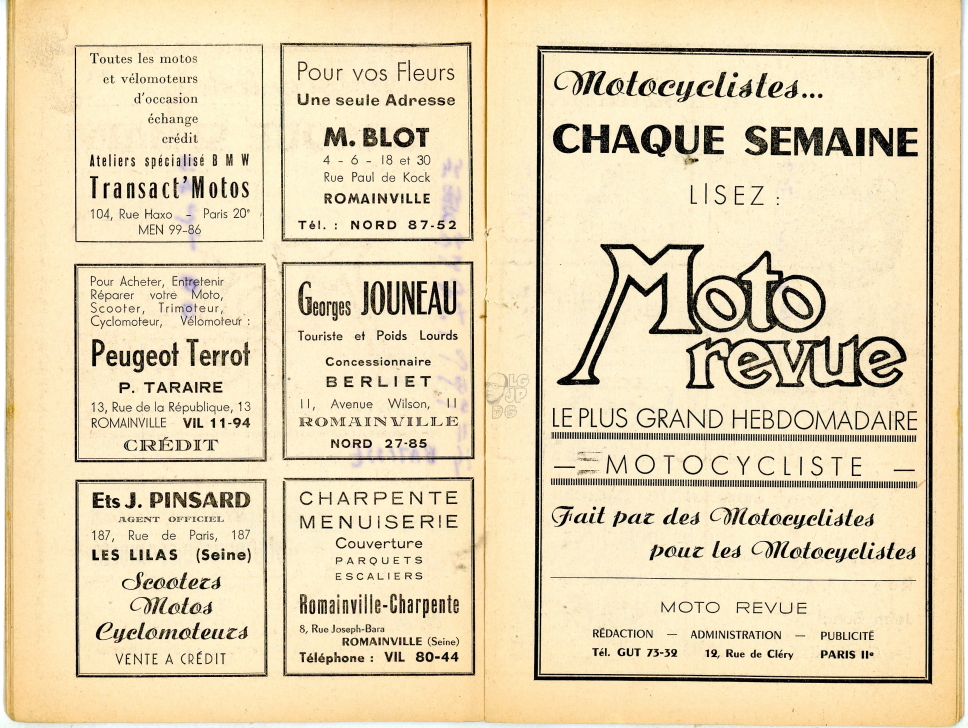 Toutes les motos
et vélomoteurs
d'occasion
échange
crédit
Ateliers spécialisé B M W
Transact'Motos
104, Rue Haxo - Paris 20e
MEN 99-86
Pour vos Fleurs
Une seule Adresse
M. BLOT
4 - 6 - 18 et 30
Rue Paul de Kock
ROMAINVILLE
Tél. : NORD 87-52
Pour Acheter, Entretenir
Réparer votre Moto,
Scooter, Trimoteur,
Cyclomoteur, Vélomoteur :
Peugeot Terrot
P. TARAIRE
13, Rue de la République, 13
ROMAINVILLE VIL 11-94
CRÉDIT
Georges JOUNEAU
Touriste et Poids Lourds
Concessionnaire
BERLIET
11, Avenue Wilson, 11
ROMAINVILLE
NORD 27-85
Ets J. PINSARD
AGENT OFFICIEL
187, Rue de Paris, 187
LES LILAS (Seine)
Scooters
Motos
Cyclomoteurs
VENTE A CRÉDIT
CHARPENTE
MENUISERIE
Couverture
PARQUETS
ESCALIERS
Romainville-Charpente
8, Rue Joseph-Bara
ROMAINVILLE (Seine)
Téléphone : VIL 80-44
Motocyclistes...
CHAQUE SEMAINE
LISEZ :
Moto
revue
LE PLUS GRAND HEBDOMADAIRE
— MOTOCYCLISTE —
Fait par des Motocyclistes
pour les Motocyclistes
MOTO REVUE
RÉDACTION — ADMINISTRATION — PUBLICITÉ
Tél. GUT 73-32 12, Rue de Cléry PARIS IIe